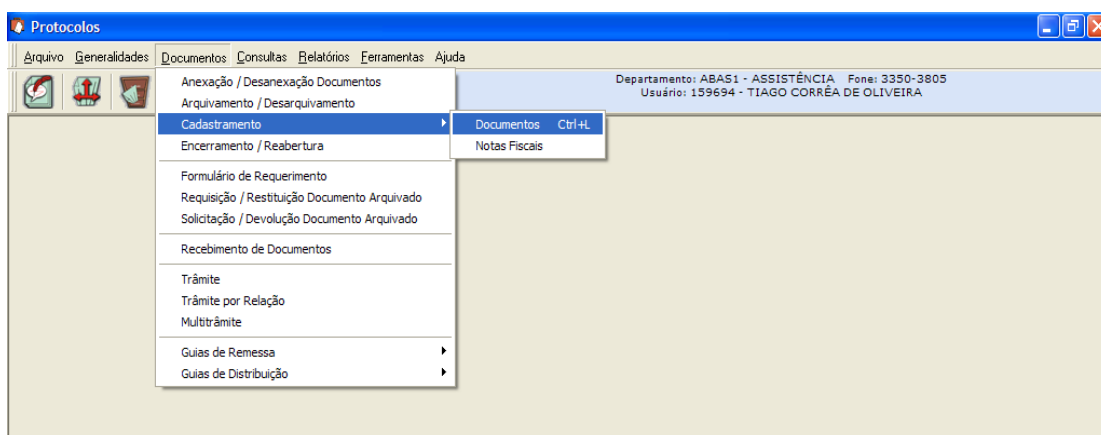 Protocolos
Arquivo Generalidades Documentos Consultas Relatórios Ferramentas Ajuda
Departamento: ABAS1 - ASSISTÊNCIA Fone: 3350-3805
Usuário: 159694 - TIAGO CORRÊA DE OLIVEIRA
Anexação / Desanexação Documentos
Arquivamento / Desarquivamento
Cadastramento
Documentos Ctrl+L
Encerramento / Reabertura
Notas Fiscais
Formulário de Requerimento
Requisição / Restituição Documento Arquivado
Solicitação / Devolução Documento Arquivado
Recebimento de Documentos
Trâmite
Trâmite por Relação
Multitrâmite
Guias de Remessa
Guias de Distribuição